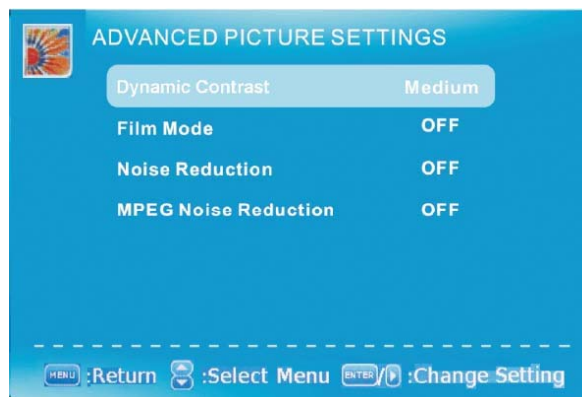 ADVANCED PICTURE SETTINGS
Dynamic Contrast Medium
Film Mode OFF
Noise Reduction OFF
MPEG Noise Reduction OFF
MENU :Return :Select Menu ENTER / :Change Setting